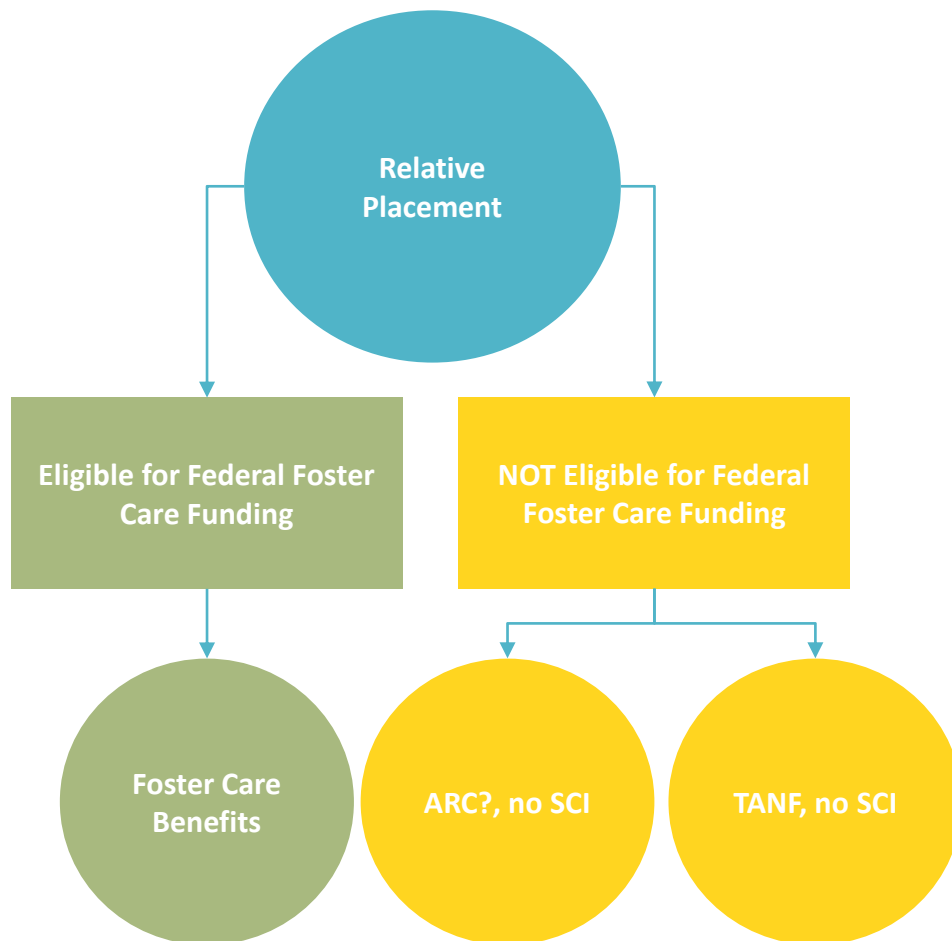 Relative
Placement
Eligible for Federal Foster
Care Funding
NOT Eligible for Federal
Foster Care Funding
Foster Care
Benefits
ARC?, no SCI
TANF, no SCI